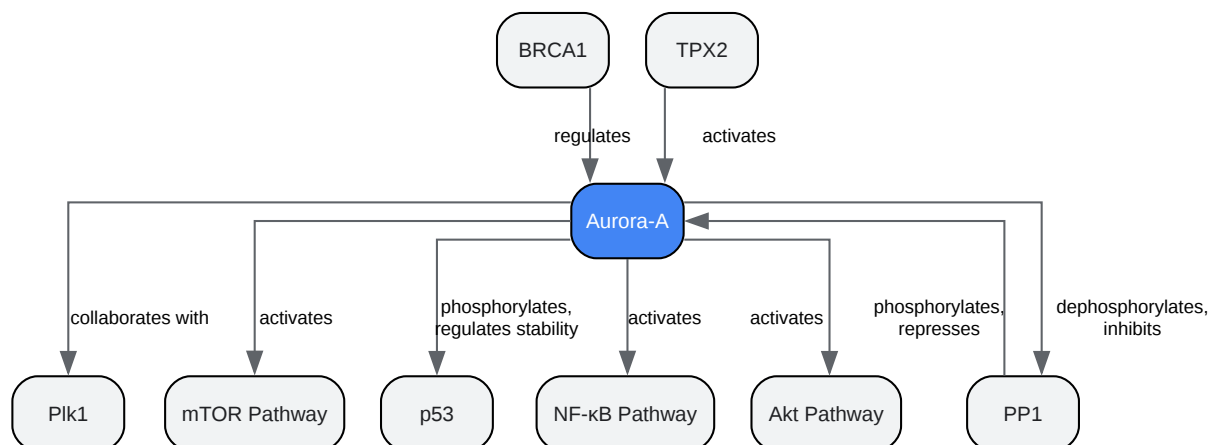 BRCA1
TPX2
regulates
activates
Aurora-A
collaborates with
activates
phosphorylates,
regulates stability
activates
activates
phosphorylates,
represses
dephosphorylates,
inhibits
Plk1
mTOR Pathway
p53
NF-κB Pathway
Akt Pathway
PP1